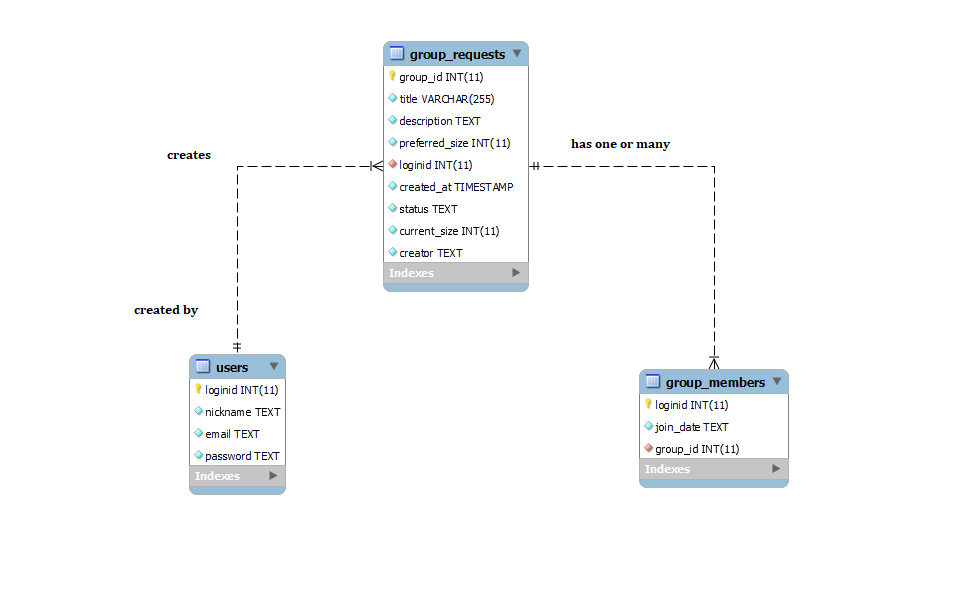 group_requests
group_id INT(11)
title VARCHAR(255)
description TEXT
preferred_size INT(11)
loginid INT(11)
created_at TIMESTAMP
status TEXT
current_size INT(11)
creator TEXT
Indexes
creates
has one or many
created by
users
loginid INT(11)
nickname TEXT
email TEXT
password TEXT
Indexes
group_members
loginid INT(11)
join_date TEXT
group_id INT(11)
Indexes